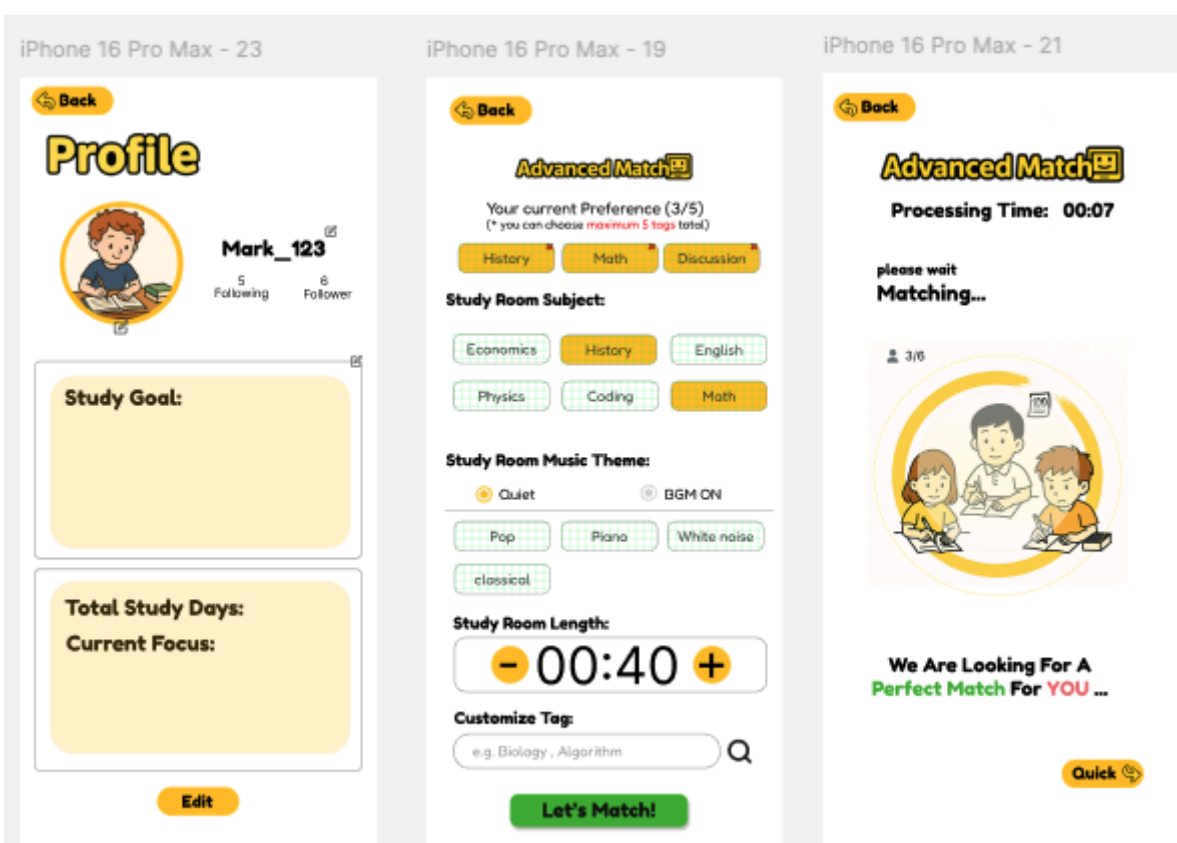 iPhone 16 Pro Max - 23
Back
Profile
Mark_123
5 Following
6 Follower
Study Goal:
Total Study Days:
Current Focus:
Edit
iPhone 16 Pro Max - 19
Back
Advanced Match
Your current Preference (3/5)
(* you can choose maximum 5 tags total)
History Math Discussion
Study Room Subject:
Economics History English
Physics Coding Math
Study Room Music Theme:
Quiet BGM ON
Pop Piano White noise
classical
Study Room Length:
- 00:40 +
Customize Tag:
e.g. Biology , Algorithm
Let's Match!
iPhone 16 Pro Max - 21
Back
Advanced Match
Processing Time: 00:07
please wait
Matching...
3/6
100
We Are Looking For A
Perfect Match For YOU ...
Quick